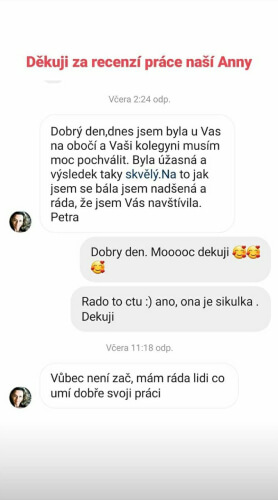 Děkuji za recenzí práce naší Anny
Včera 2:24 odp.
Dobrý den,dnes jsem byla u Vas
na obočí a Vaši kolegyni musím
moc pochválit. Byla úžasná a
výsledek taky skvělý.Na to jak
jsem se bála jsem nadšená a
ráda, že jsem Vás navštívila.
Petra
Dobry den. Mooooc dekuji 🥰🥰
🥰
Rado to ctu :) ano, ona je sikulka .
Dekuji
Včera 11:18 odp.
Vůbec není zač, mám ráda lidi co
umí dobře svoji práci